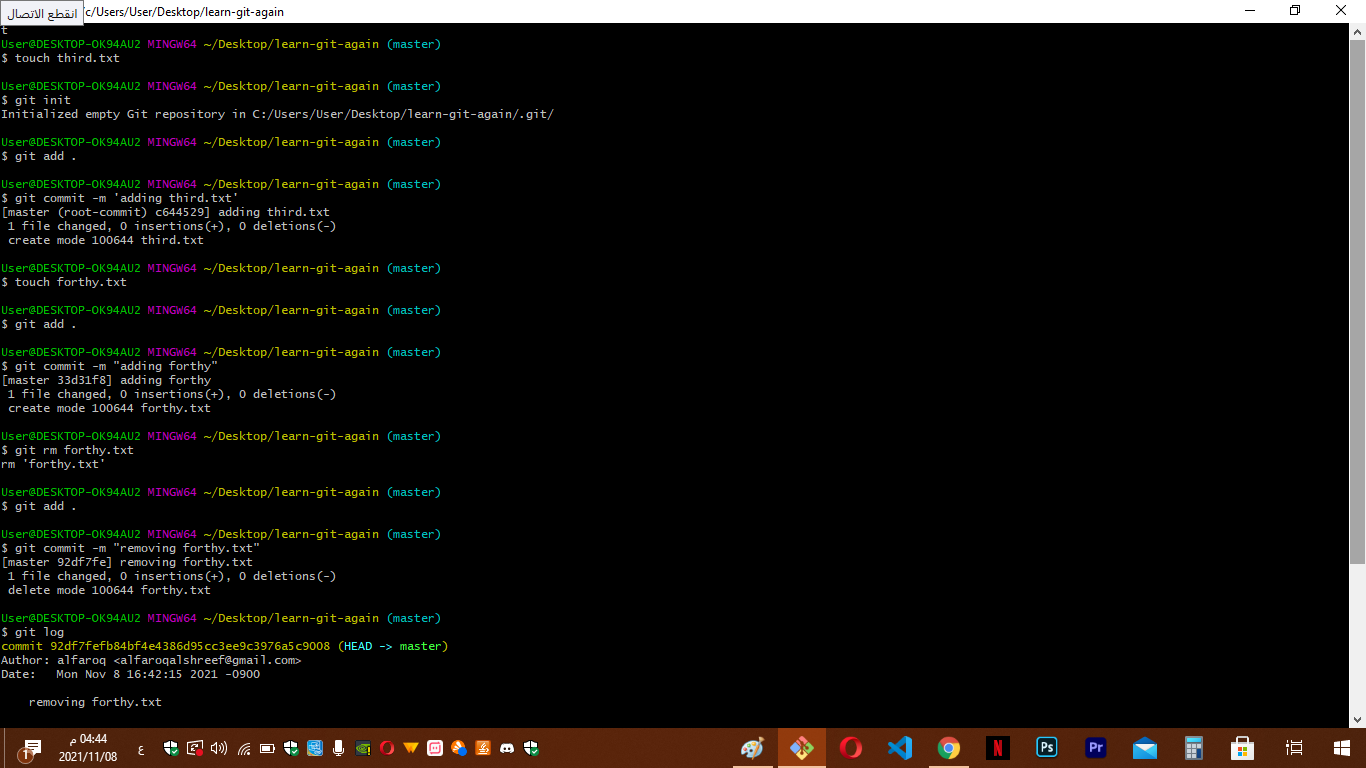 انقطع الاتصال
c/Users/User/Desktop/learn-git-again
t
User@DESKTOP-OK94AU2 MINGW64 ~/Desktop/learn-git-again (master)
$ touch third.txt
User@DESKTOP-OK94AU2 MINGW64 ~/Desktop/learn-git-again (master)
$ git init
Initialized empty Git repository in C:/Users/User/Desktop/learn-git-again/.git/
User@DESKTOP-OK94AU2 MINGW64 ~/Desktop/learn-git-again (master)
$ git add .
User@DESKTOP-OK94AU2 MINGW64 ~/Desktop/learn-git-again (master)
$ git commit -m 'adding third.txt'
[master (root-commit) c644529] adding third.txt
 1 file changed, 0 insertions(+), 0 deletions(-)
 create mode 100644 third.txt
User@DESKTOP-OK94AU2 MINGW64 ~/Desktop/learn-git-again (master)
$ touch forthy.txt
User@DESKTOP-OK94AU2 MINGW64 ~/Desktop/learn-git-again (master)
$ git add .
User@DESKTOP-OK94AU2 MINGW64 ~/Desktop/learn-git-again (master)
$ git commit -m "adding forthy"
[master 33d31f8] adding forthy
 1 file changed, 0 insertions(+), 0 deletions(-)
 create mode 100644 forthy.txt
User@DESKTOP-OK94AU2 MINGW64 ~/Desktop/learn-git-again (master)
$ git rm forthy.txt
rm 'forthy.txt'
User@DESKTOP-OK94AU2 MINGW64 ~/Desktop/learn-git-again (master)
$ git add .
User@DESKTOP-OK94AU2 MINGW64 ~/Desktop/learn-git-again (master)
$ git commit -m "removing forthy.txt"
[master 92df7fe] removing forthy.txt
 1 file changed, 0 insertions(+), 0 deletions(-)
 delete mode 100644 forthy.txt
User@DESKTOP-OK94AU2 MINGW64 ~/Desktop/learn-git-again (master)
$ git log
commit 92df7fefb84bf4e4386d95cc3ee9c3976a5c9008 (HEAD -> master)
Author: alfaroq <alfaroqalshreef@gmail.com>
Date:   Mon Nov 8 16:42:15 2021 -0900
    removing forthy.txt
1
04:44 م
2021/11/08
ع
N
Ps
Pr